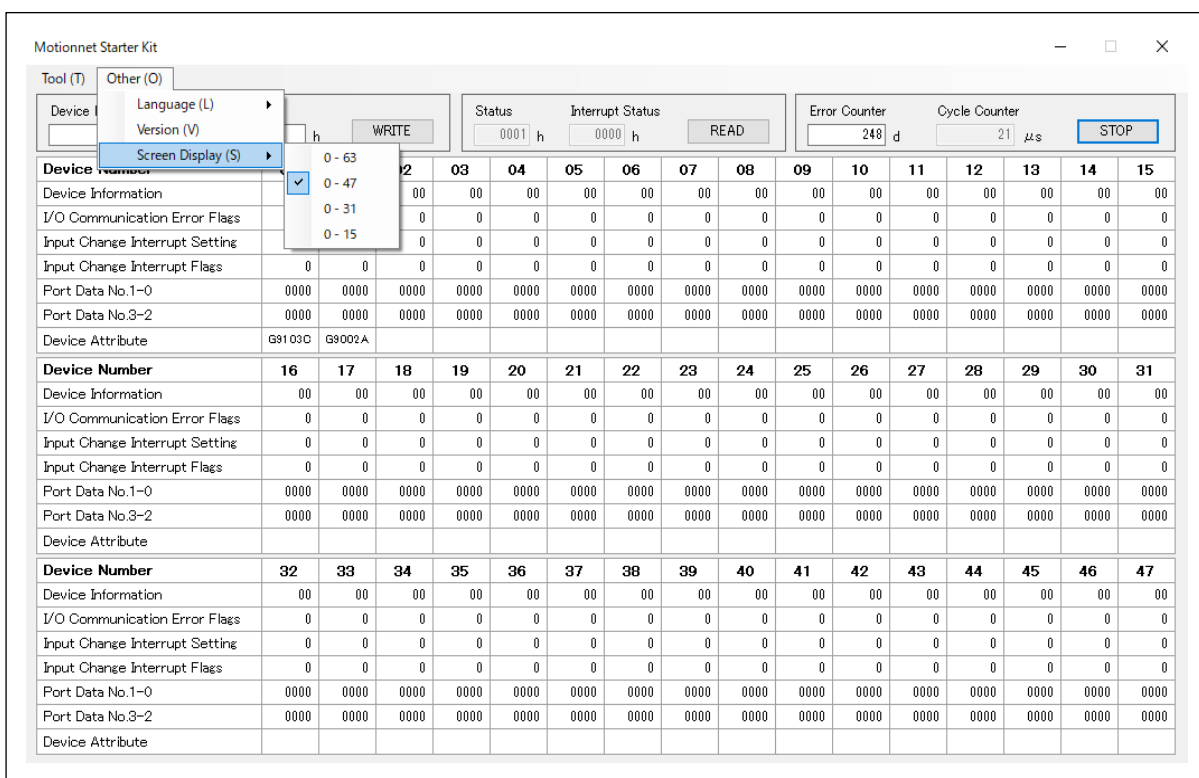 Motionnet Starter Kit
Tool (T) Other (O)
Language (L)
Version (V)
Screen Display (S)
0 - 63
0 - 47
0 - 31
0 - 15
Device
h WRITE
Status Interrupt Status
0001 h 0000 h READ
Error Counter Cycle Counter
248 d 21 μs STOP
Device Number 03 04 05 06 07 08 09 10 11 12 13 14 15
Device Information 00 00 00 00 00 00 00 00 00 00 00 00 00 00
I/O Communication Error Flags 0 0 0 0 0 0 0 0 0 0 0 0 0 0
Input Change Interrupt Setting 0 0 0 0 0 0 0 0 0 0 0 0 0 0
Input Change Interrupt Flags 0 0 0 0 0 0 0 0 0 0 0 0 0 0 0 0
Port Data No.1-0 0000 0000 0000 0000 0000 0000 0000 0000 0000 0000 0000 0000 0000 0000 0000 0000
Port Data No.3-2 0000 0000 0000 0000 0000 0000 0000 0000 0000 0000 0000 0000 0000 0000 0000 0000
Device Attribute G9103C G9002A
Device Number 16 17 18 19 20 21 22 23 24 25 26 27 28 29 30 31
Device Information 00 00 00 00 00 00 00 00 00 00 00 00 00 00 00 00
I/O Communication Error Flags 0 0 0 0 0 0 0 0 0 0 0 0 0 0 0 0
Input Change Interrupt Setting 0 0 0 0 0 0 0 0 0 0 0 0 0 0 0 0
Input Change Interrupt Flags 0 0 0 0 0 0 0 0 0 0 0 0 0 0 0 0
Port Data No.1-0 0000 0000 0000 0000 0000 0000 0000 0000 0000 0000 0000 0000 0000 0000 0000 0000
Port Data No.3-2 0000 0000 0000 0000 0000 0000 0000 0000 0000 0000 0000 0000 0000 0000 0000 0000
Device Attribute
Device Number 32 33 34 35 36 37 38 39 40 41 42 43 44 45 46 47
Device Information 00 00 00 00 00 00 00 00 00 00 00 00 00 00 00 00
I/O Communication Error Flags 0 0 0 0 0 0 0 0 0 0 0 0 0 0 0 0
Input Change Interrupt Setting 0 0 0 0 0 0 0 0 0 0 0 0 0 0 0 0
Input Change Interrupt Flags 0 0 0 0 0 0 0 0 0 0 0 0 0 0 0 0
Port Data No.1-0 0000 0000 0000 0000 0000 0000 0000 0000 0000 0000 0000 0000 0000 0000 0000 0000
Port Data No.3-2 0000 0000 0000 0000 0000 0000 0000 0000 0000 0000 0000 0000 0000 0000 0000 0000
Device Attribute